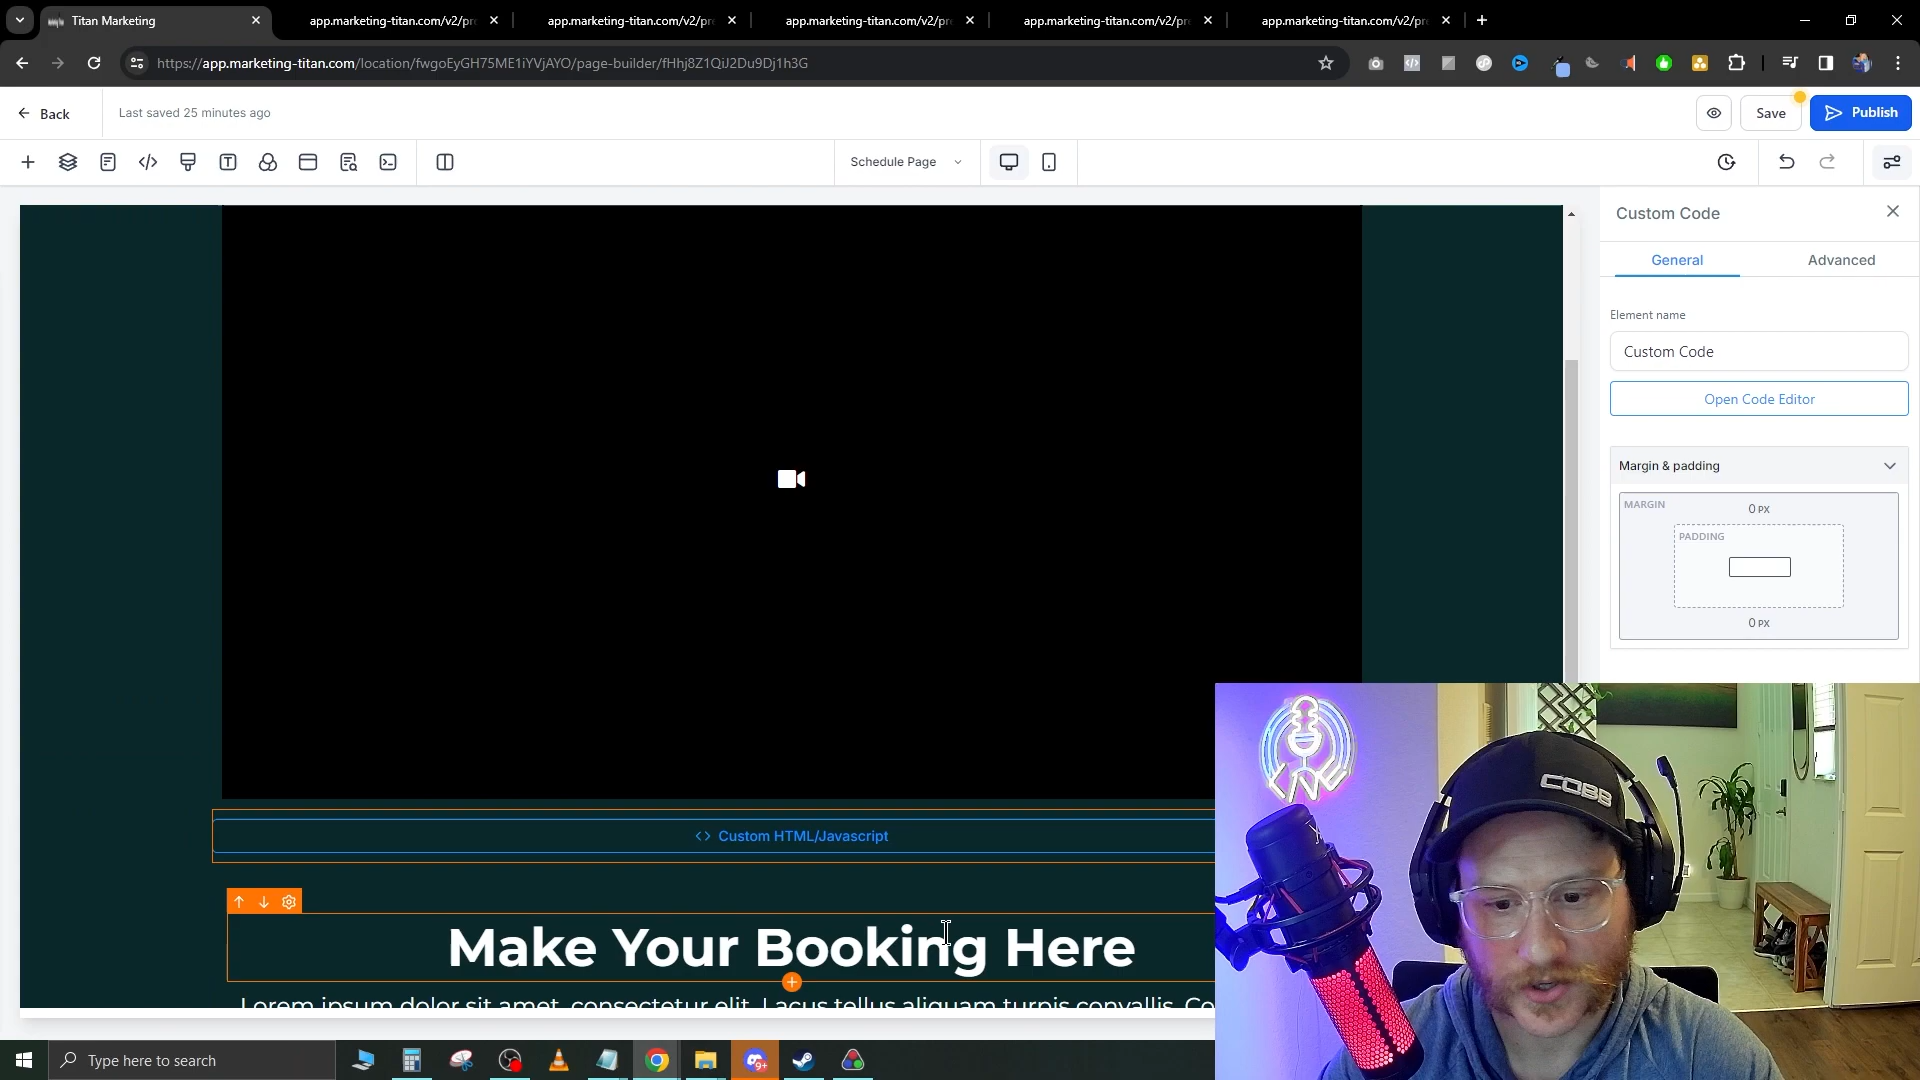 Titan Marketing
app.marketing-titan.com/v2/pre
app.marketing-titan.com/v2/pr
app.marketing-titan.com/v2/pre
app.marketing-titan.com/v2/pr
app.marketing-titan.com/v2/pr
https://app.marketing-titan.com/location/fwgoEyGH75ME1iYVjAYO/page-builder/fHhj8Z1QiJ2Du9Dj1h3G
Back
Last saved 25 minutes ago
Save
Publish
Schedule Page
Custom Code
General
Advanced
Element name
Custom Code
Open Code Editor
Margin & padding
MARGIN
0 PX
PADDING
0 PX
Custom HTML/Javascript
Make Your Booking Here
Lorem ipsum dolor sit amet, consectetur elit. Lacus tellus aliquam turpis convallis. Co
COBB
Type here to search
9+